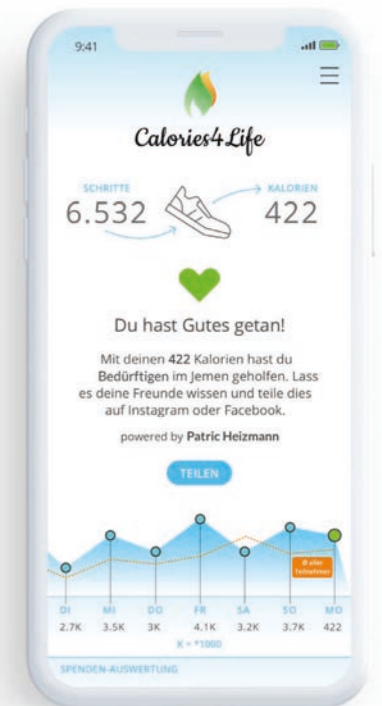 9:41
Calories4Life
SCHRITTE
KALORIEN
6.532
422
Du hast Gutes getan!
Mit deinen 422 Kalorien hast du
Bedürftigen im Jemen geholfen. Lass
es deine Freunde wissen und teile dies
auf Instagram oder Facebook.
powered by Patric Heizmann
TEILEN
Ø aller
Teilnehmer
DI MI DO FR SA SO MO
2.7K 3.5K 3K 4.1K 3.2K 3.7K 422
K = *1000
SPENDEN-AUSWERTUNG